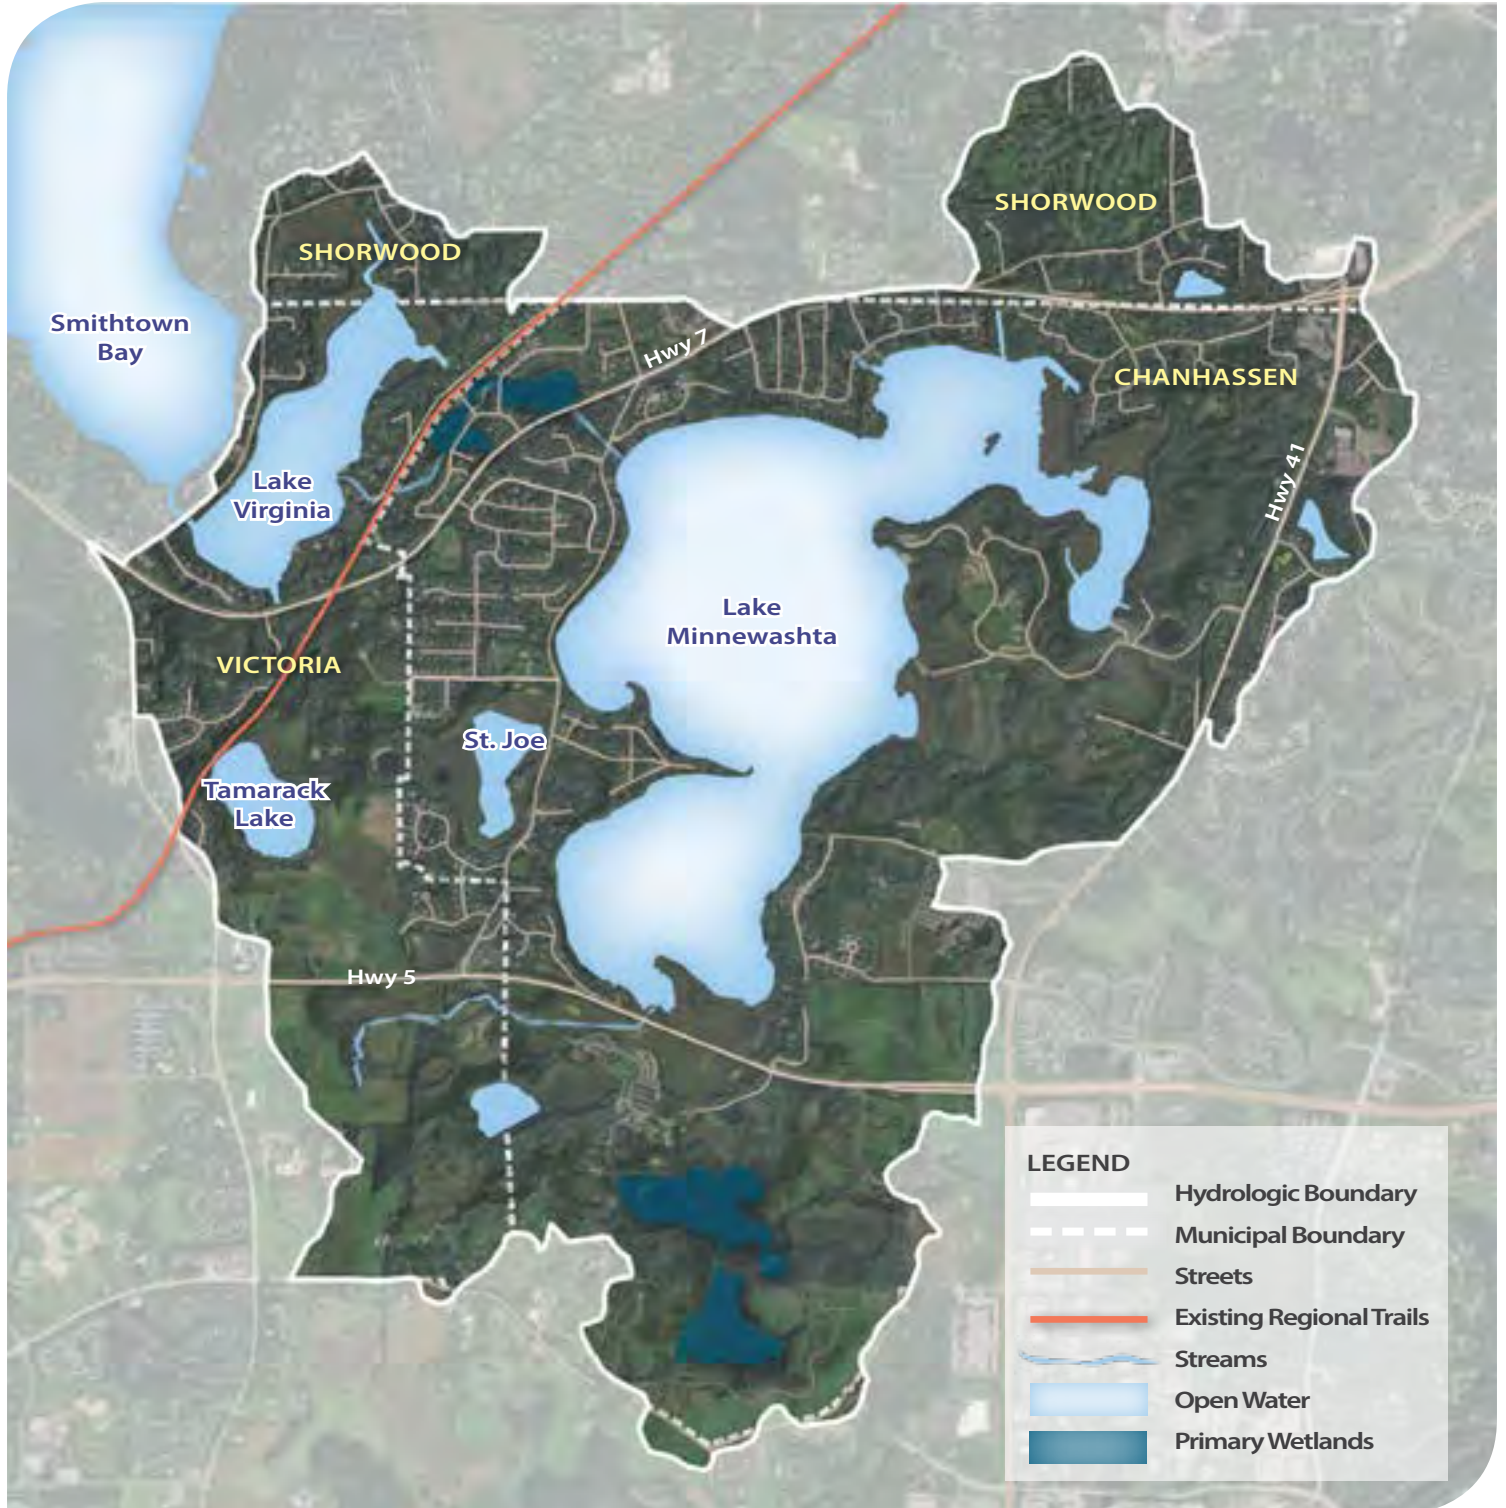 SHORWOOD
SHORWOOD
Smithtown
Bay
Hwy 7
CHANHASSEN
Hwy 41
Lake
Virginia
Lake
Minnewashta
VICTORIA
St. Joe
Tamarack
Lake
Hwy 5
LEGEND
Hydrologic Boundary
Municipal Boundary
Streets
Existing Regional Trails
Streams
Open Water
Primary Wetlands